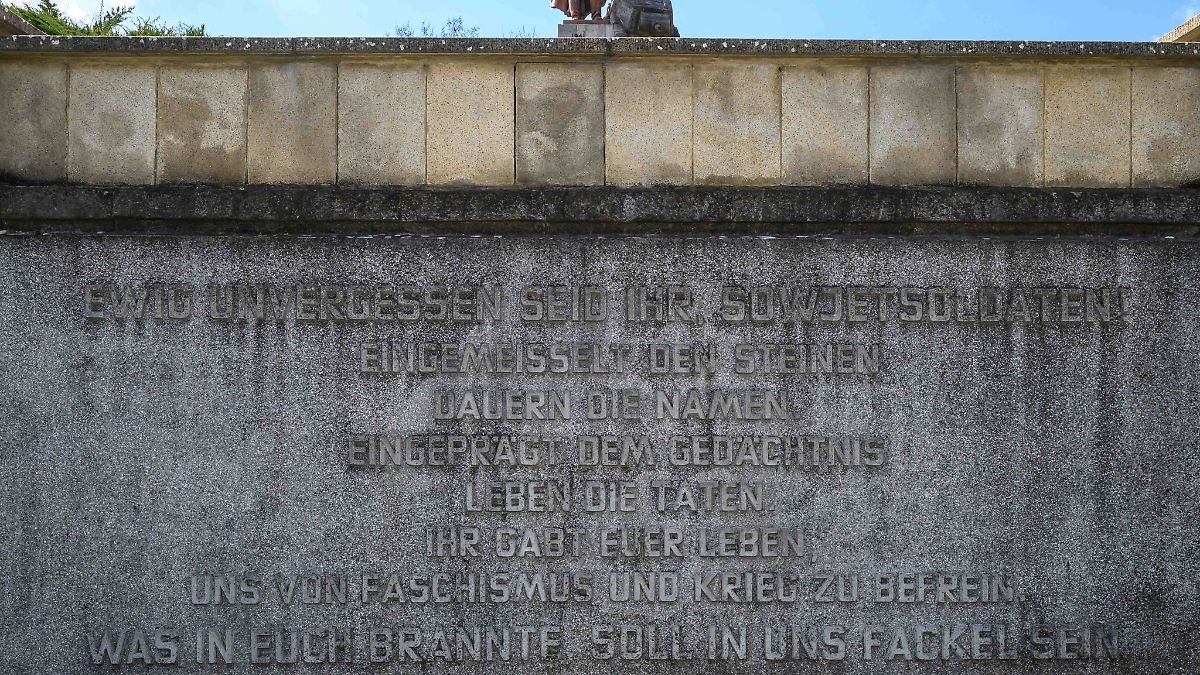 EWIG UNVERGESSEN SEID IHR, SOWJETSOLDATEN!
EINGEMEISSELT DEN STEINEN
DAUERN DIE NAMEN.
EINGEPRÄGT DEM GEDÄCHTNIS
LEBEN DIE TATEN.
IHR GABT EUER LEBEN
UNS VON FASCHISMUS UND KRIEG ZU BEFREIN.
WAS IN EUCH BRANNTE, SOLL IN UNS FACKEL SEIN.